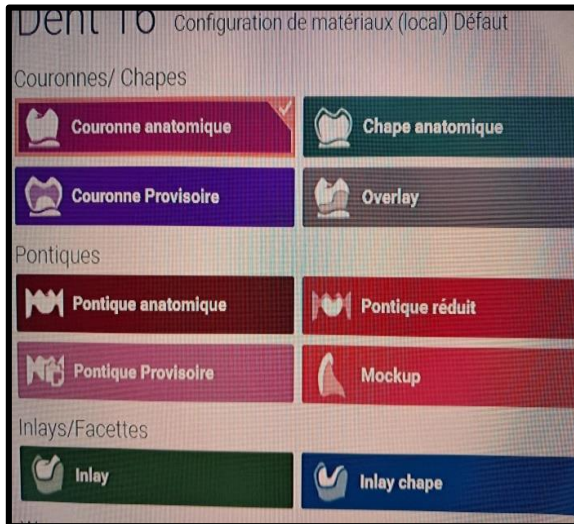 Dent 16 Configuration de matériaux (local) Défaut
Couronnes/ Chapes
Couronne anatomique
Chape anatomique
Couronne Provisoire
Overlay
Pontiques
Pontique anatomique
Pontique réduit
Pontique Provisoire
Mockup
Inlays/Facettes
Inlay
Inlay chape